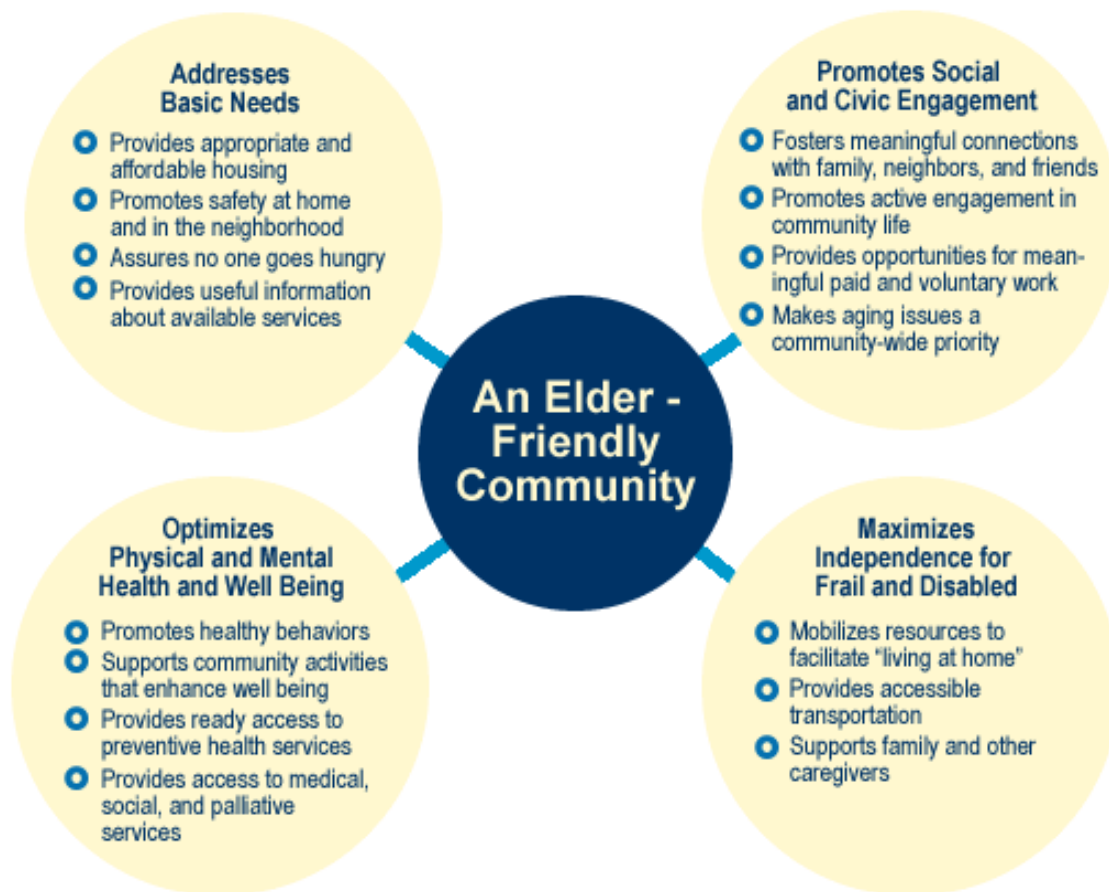 Addresses
Basic Needs
Provides appropriate and
affordable housing
Promotes safety at home
and in the neighborhood
Assures no one goes hungry
Provides useful information
about available services
Promotes Social
and Civic Engagement
Fosters meaningful connections
with family, neighbors, and friends
Promotes active engagement in
community life
Provides opportunities for mean-
ingful paid and voluntary work
Makes aging issues a
community-wide priority
An Elder -
Friendly
Community
Optimizes
Physical and Mental
Health and Well Being
Promotes healthy behaviors
Supports community activities
that enhance well being
Provides ready access to
preventive health services
Provides access to medical,
social, and palliative
services
Maximizes
Independence for
Frail and Disabled
Mobilizes resources to
facilitate “living at home”
Provides accessible
transportation
Supports family and other
caregivers